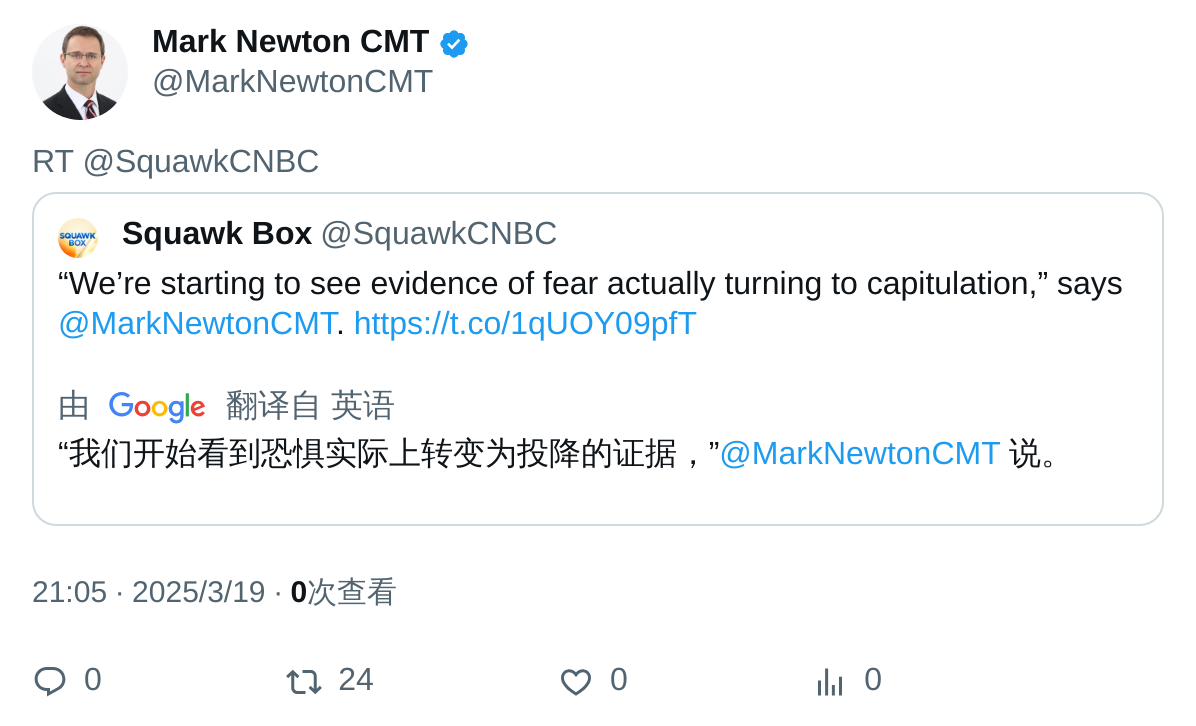 Mark Newton CMT
@MarkNewtonCMT
RT @SquawkCNBC
SQUAWK
BOX
Squawk Box @SquawkCNBC
“We’re starting to see evidence of fear actually turning to capitulation,” says
@MarkNewtonCMT. https://t.co/1qUOY09pfT
由 Google 翻译自 英语
“我们开始看到恐惧实际上转变为投降的证据，”@MarkNewtonCMT 说。
21:05 · 2025/3/19 · 0次查看
0 24 0 0